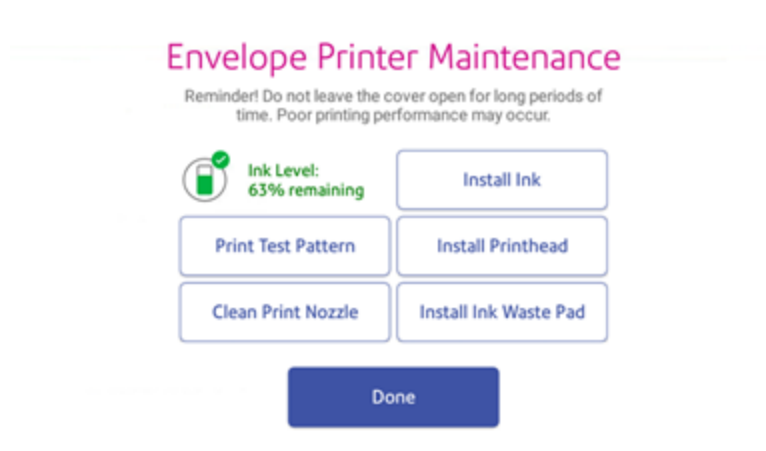 Envelope Printer Maintenance
Reminder! Do not leave the cover open for long periods of
time. Poor printing performance may occur.
Ink Level:
63% remaining
Install Ink
Print Test Pattern
Install Printhead
Clean Print Nozzle
Install Ink Waste Pad
Done